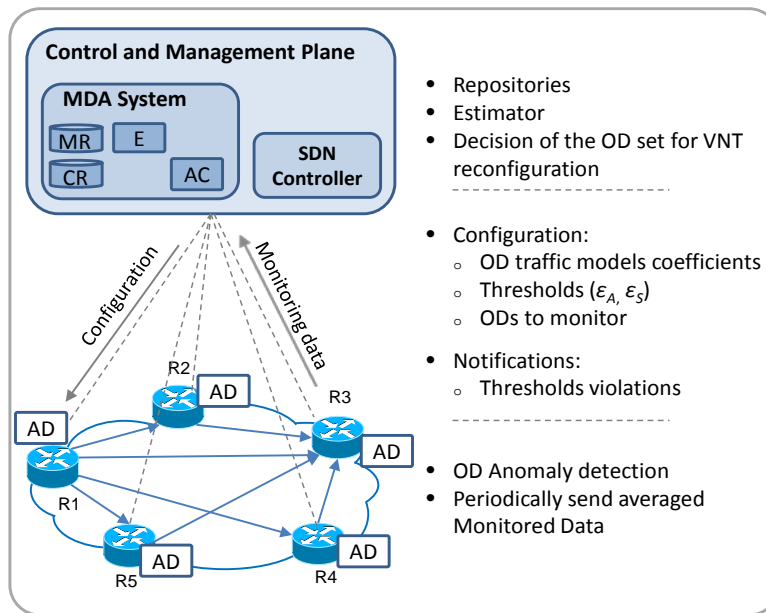 Control and Management Plane
MDA System
MR
E
CR
AC
SDN
Controller
Configuration
Monitoring data
R2
AD
R3
AD
AD
R1
AD
R5
AD
R4
• Repositories
• Estimator
• Decision of the OD set for VNT
reconfiguration
• Configuration:
o OD traffic models coefficients
o Thresholds (εA, εS)
o ODs to monitor
• Notifications:
o Thresholds violations
• OD Anomaly detection
• Periodically send averaged
Monitored Data